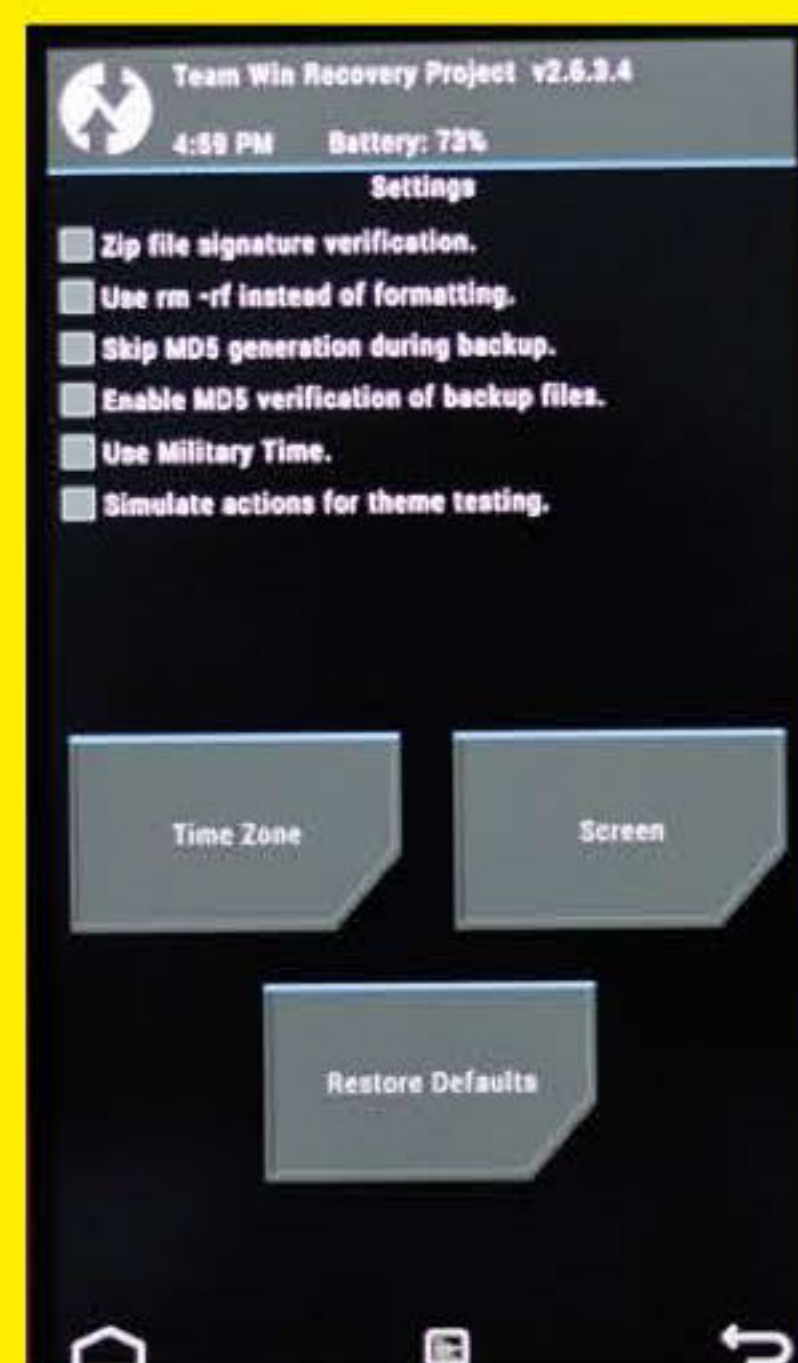 Team Win Recovery Project v2.6.3.4
4:59 PM Battery: 73%
Settings
Zip file signature verification.
Use rm -rf instead of formatting.
Skip MD5 generation during backup.
Enable MD5 verification of backup files.
Use Military Time.
Simulate actions for theme testing.
Time Zone
Screen
Restore Defaults